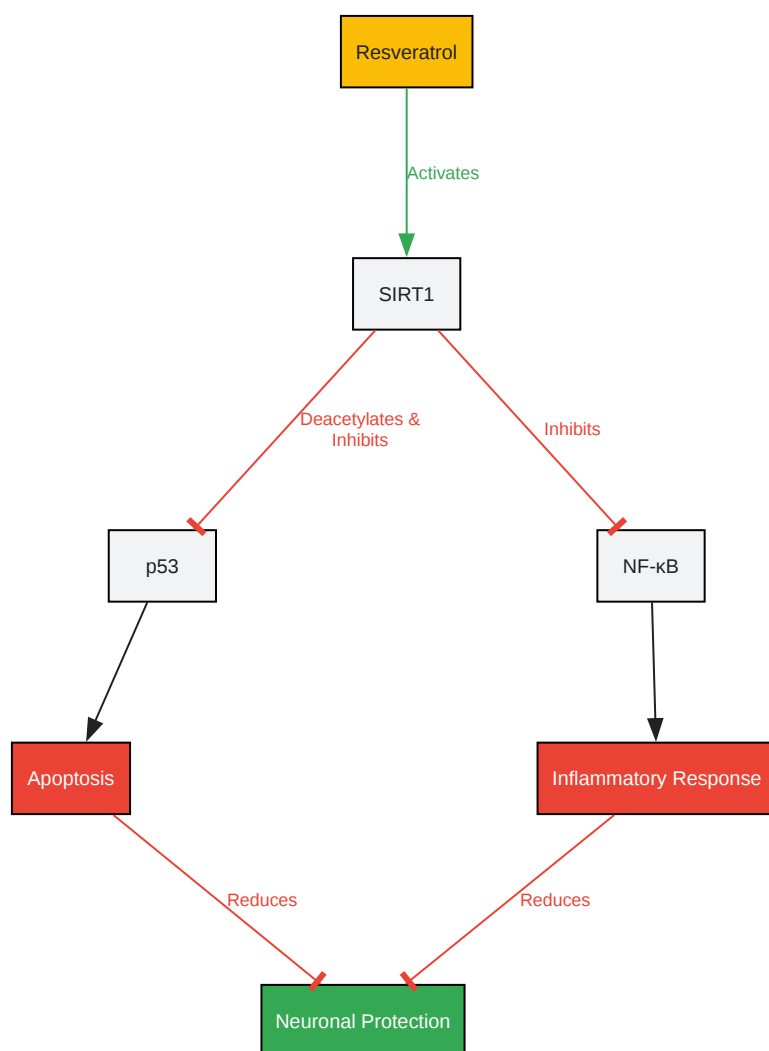 Resveratrol
Activates
SIRT1
Deacetylates &
Inhibits
Inhibits
p53
NF-κB
Apoptosis
Inflammatory Response
Reduces
Reduces
Neuronal Protection